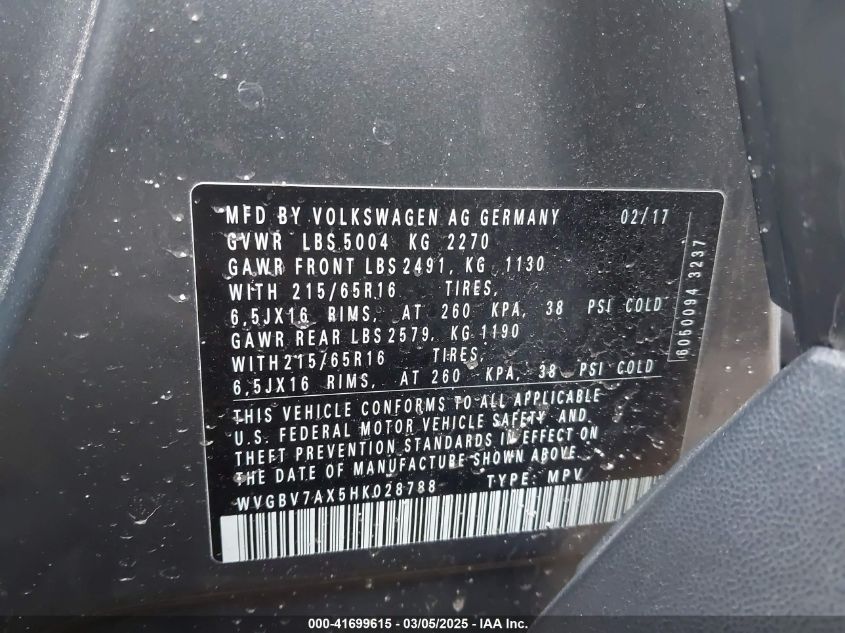 MFD BY VOLKSWAGEN AG GERMANY 02/17
GVWR LBS 5004 KG 2270
GAWR FRONT LBS 2491, KG 1130
WITH 215/65R16 TIRES,
6,5JX16 RIMS, AT 260 KPA, 38 PSI COLD
GAWR REAR LBS 2579, KG 1190
WITH 215/65R16 TIRES,
6,5JX16 RIMS, AT 260 KPA, 38 PSI COLD
THIS VEHICLE CONFORMS TO ALL APPLICABLE
U.S. FEDERAL MOTOR VEHICLE SAFETY AND
THEFT PREVENTION STANDARDS IN EFFECT ON
THE DATE OF MANUFACTURE SHOWN ABOVE.
WVGBV7AX5HK028788 TYPE: MPV
6050094 3237
000-41699615 — 03/05/2025 — IAA Inc.